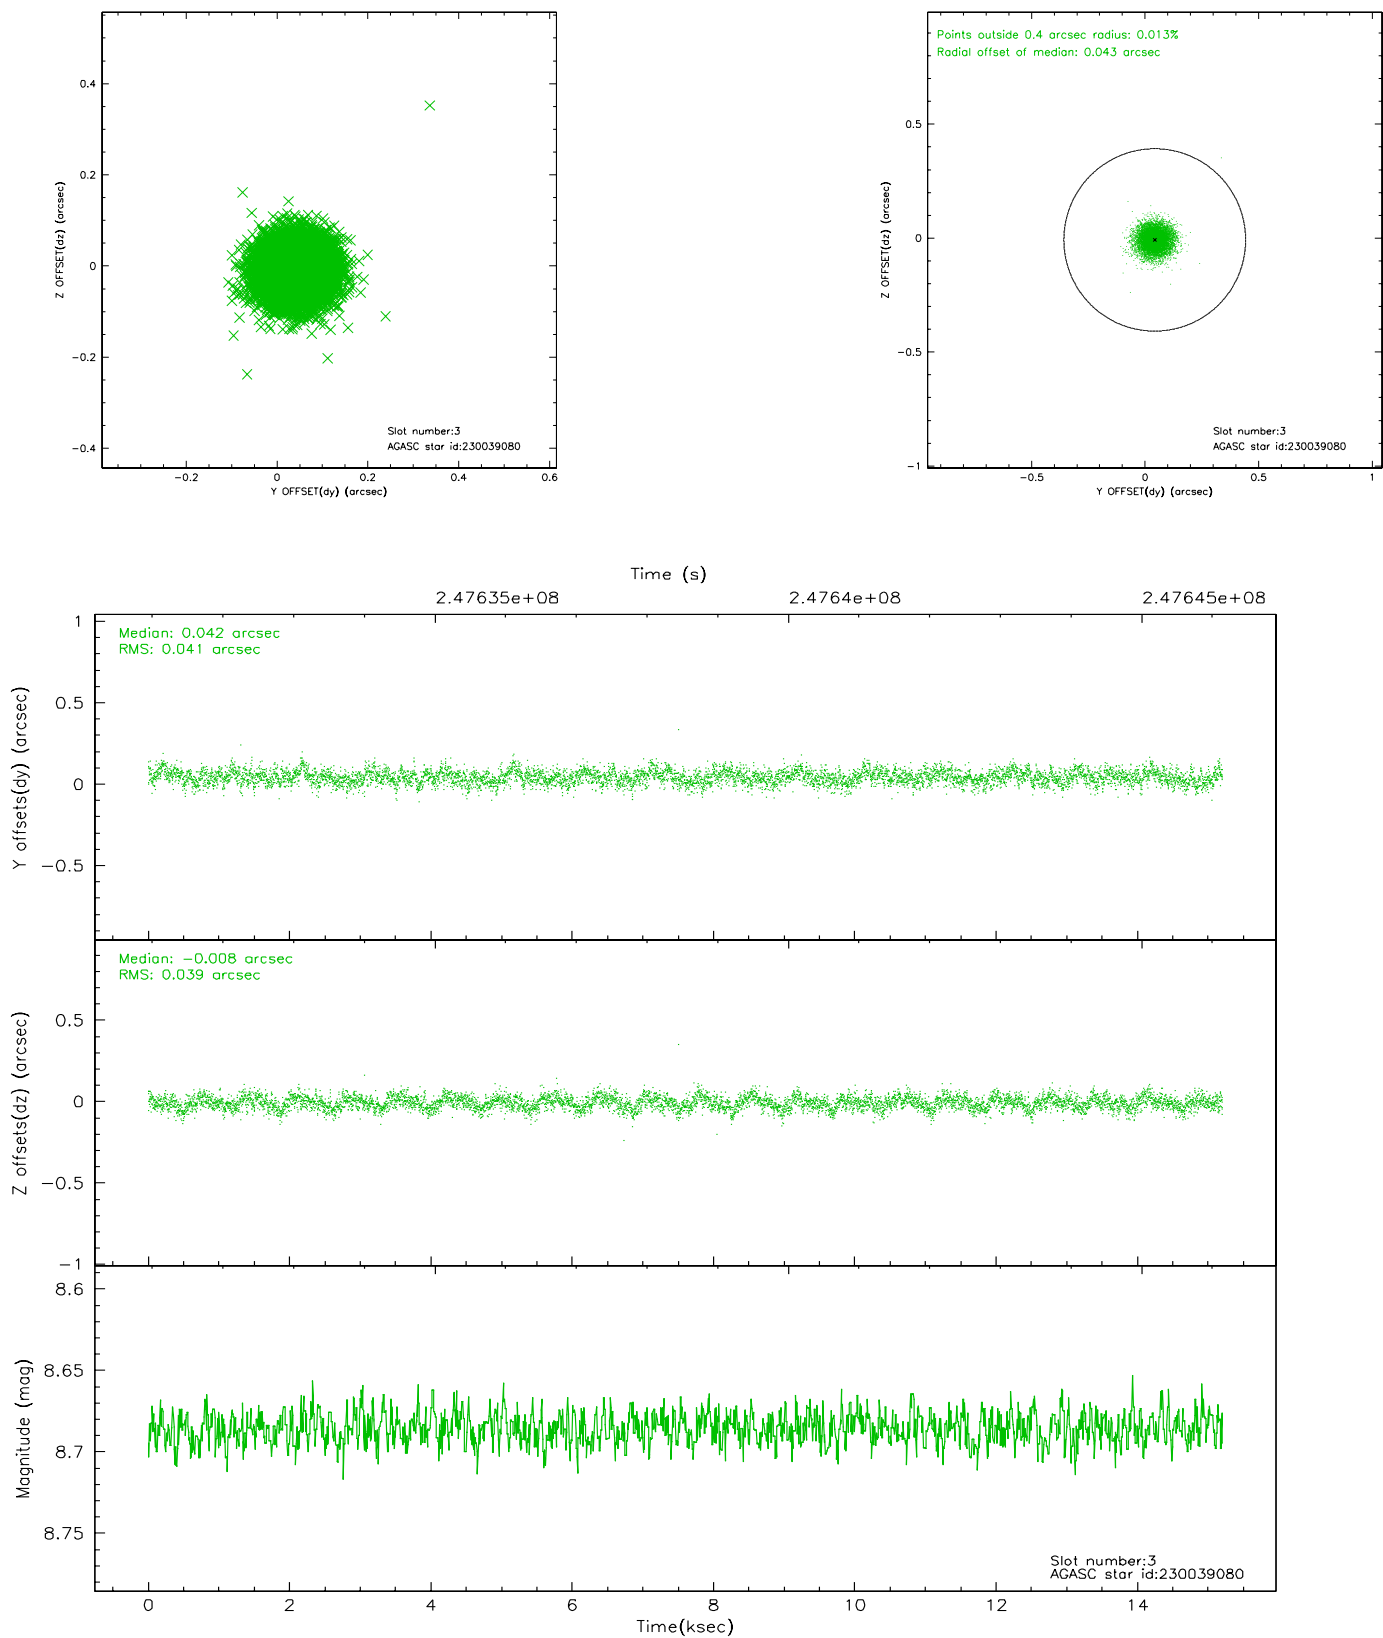 0.4
0.2
0
−0.2
−0.4
Z OFFSET(dz) (arcsec)
Slot number:3
AGASC star id:230039080
−0.2 0 0.2 0.4 0.6
Y OFFSET(dy) (arcsec)
Points outside 0.4 arcsec radius: 0.013%
Radial offset of median: 0.043 arcsec
0.5
0
−0.5
−1
Z OFFSET(dz) (arcsec)
Slot number:3
AGASC star id:230039080
−0.5 0 0.5 1
Y OFFSET(dy) (arcsec)
Time (s)
2.47635e+08 2.4764e+08 2.47645e+08
Median: 0.042 arcsec
RMS: 0.041 arcsec
1
0.5
0
−0.5
Y offsets(dy) (arcsec)
Median: −0.008 arcsec
RMS: 0.039 arcsec
0.5
0
−0.5
−1
Z offsets(dz) (arcsec)
8.6
8.65
8.7
8.75
Magnitude (mag)
Slot number:3
AGASC star id:230039080
0 2 4 6 8 10 12 14
Time(ksec)